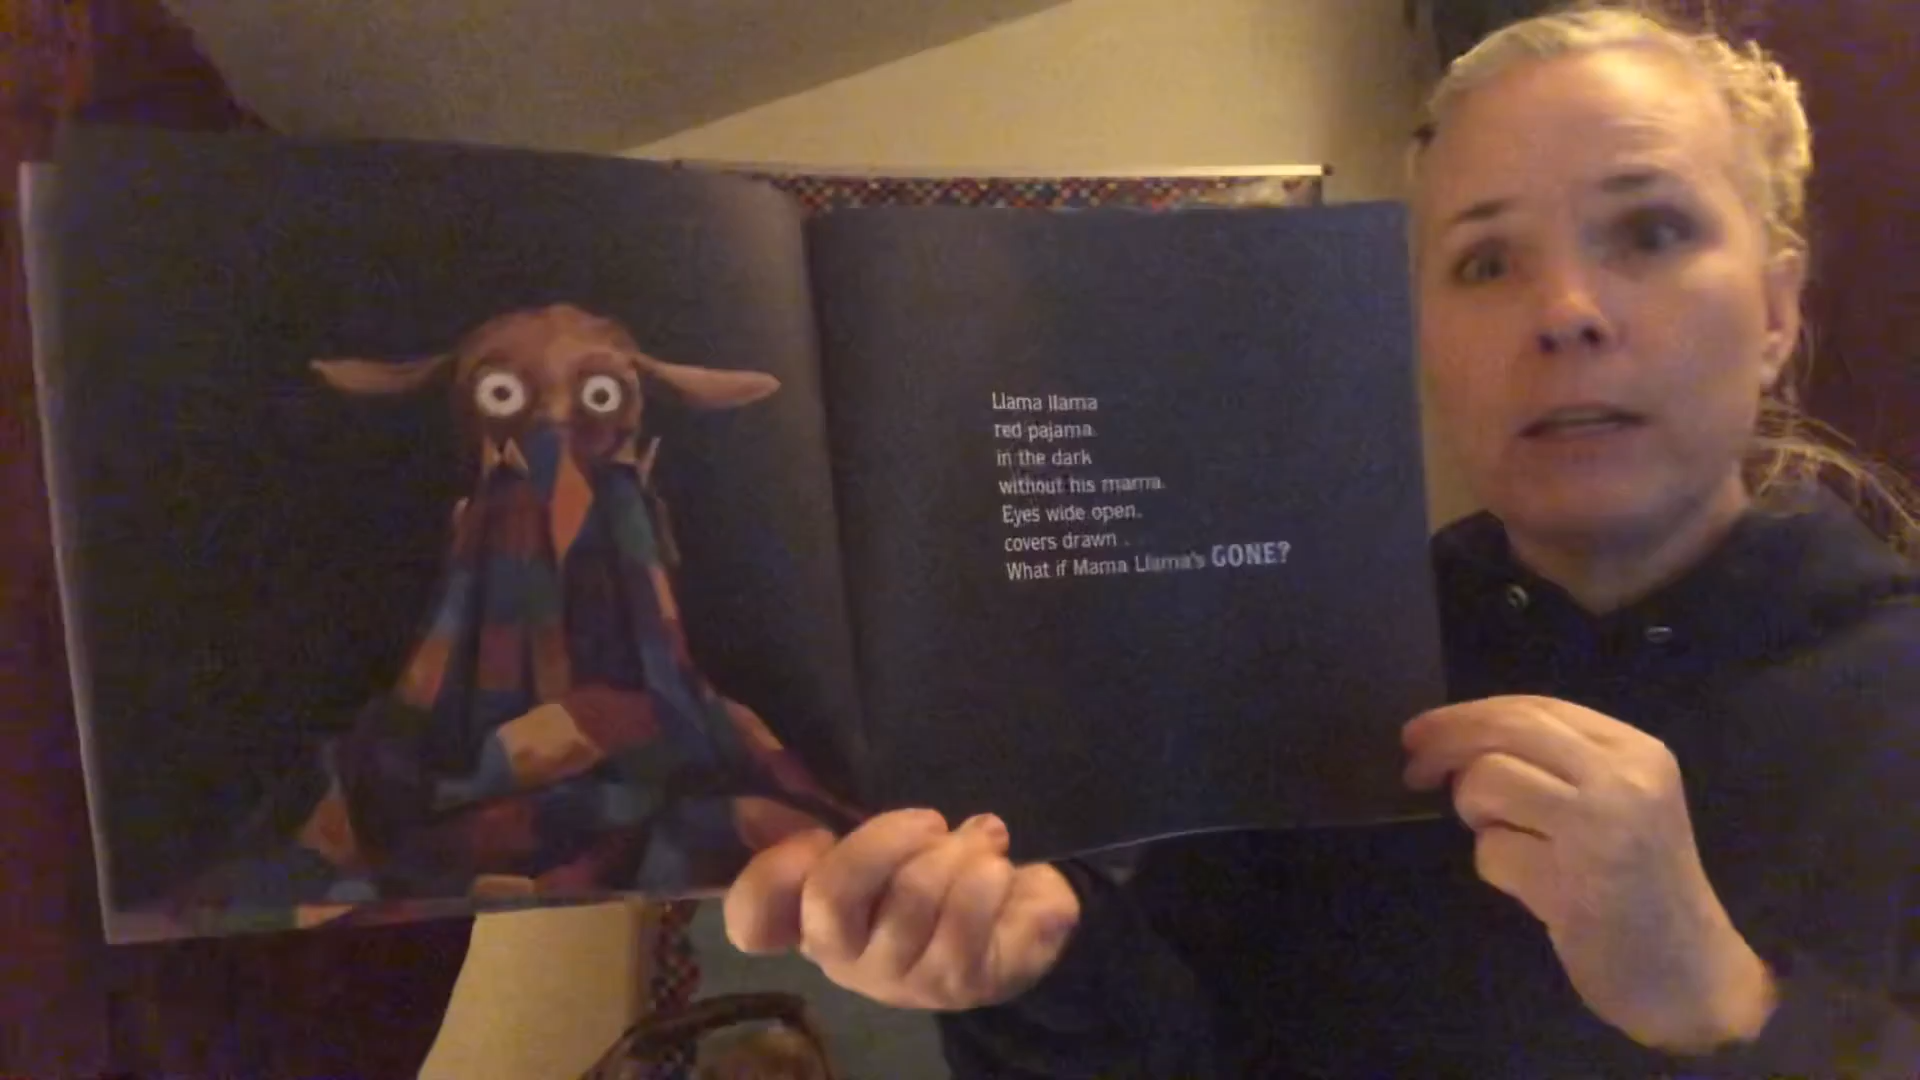 Llama llama
red pajama
in the dark
without his mama.
Eyes wide open,
covers drawn . .
What if Mama Llama's GONE?